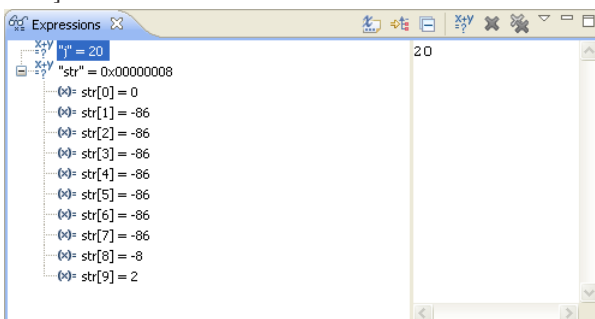 Expressions
"j" = 20
20
"str" = 0x00000008
(x)= str[0] = 0
(x)= str[1] = -86
(x)= str[2] = -86
(x)= str[3] = -86
(x)= str[4] = -86
(x)= str[5] = -86
(x)= str[6] = -86
(x)= str[7] = -86
(x)= str[8] = -8
(x)= str[9] = 2